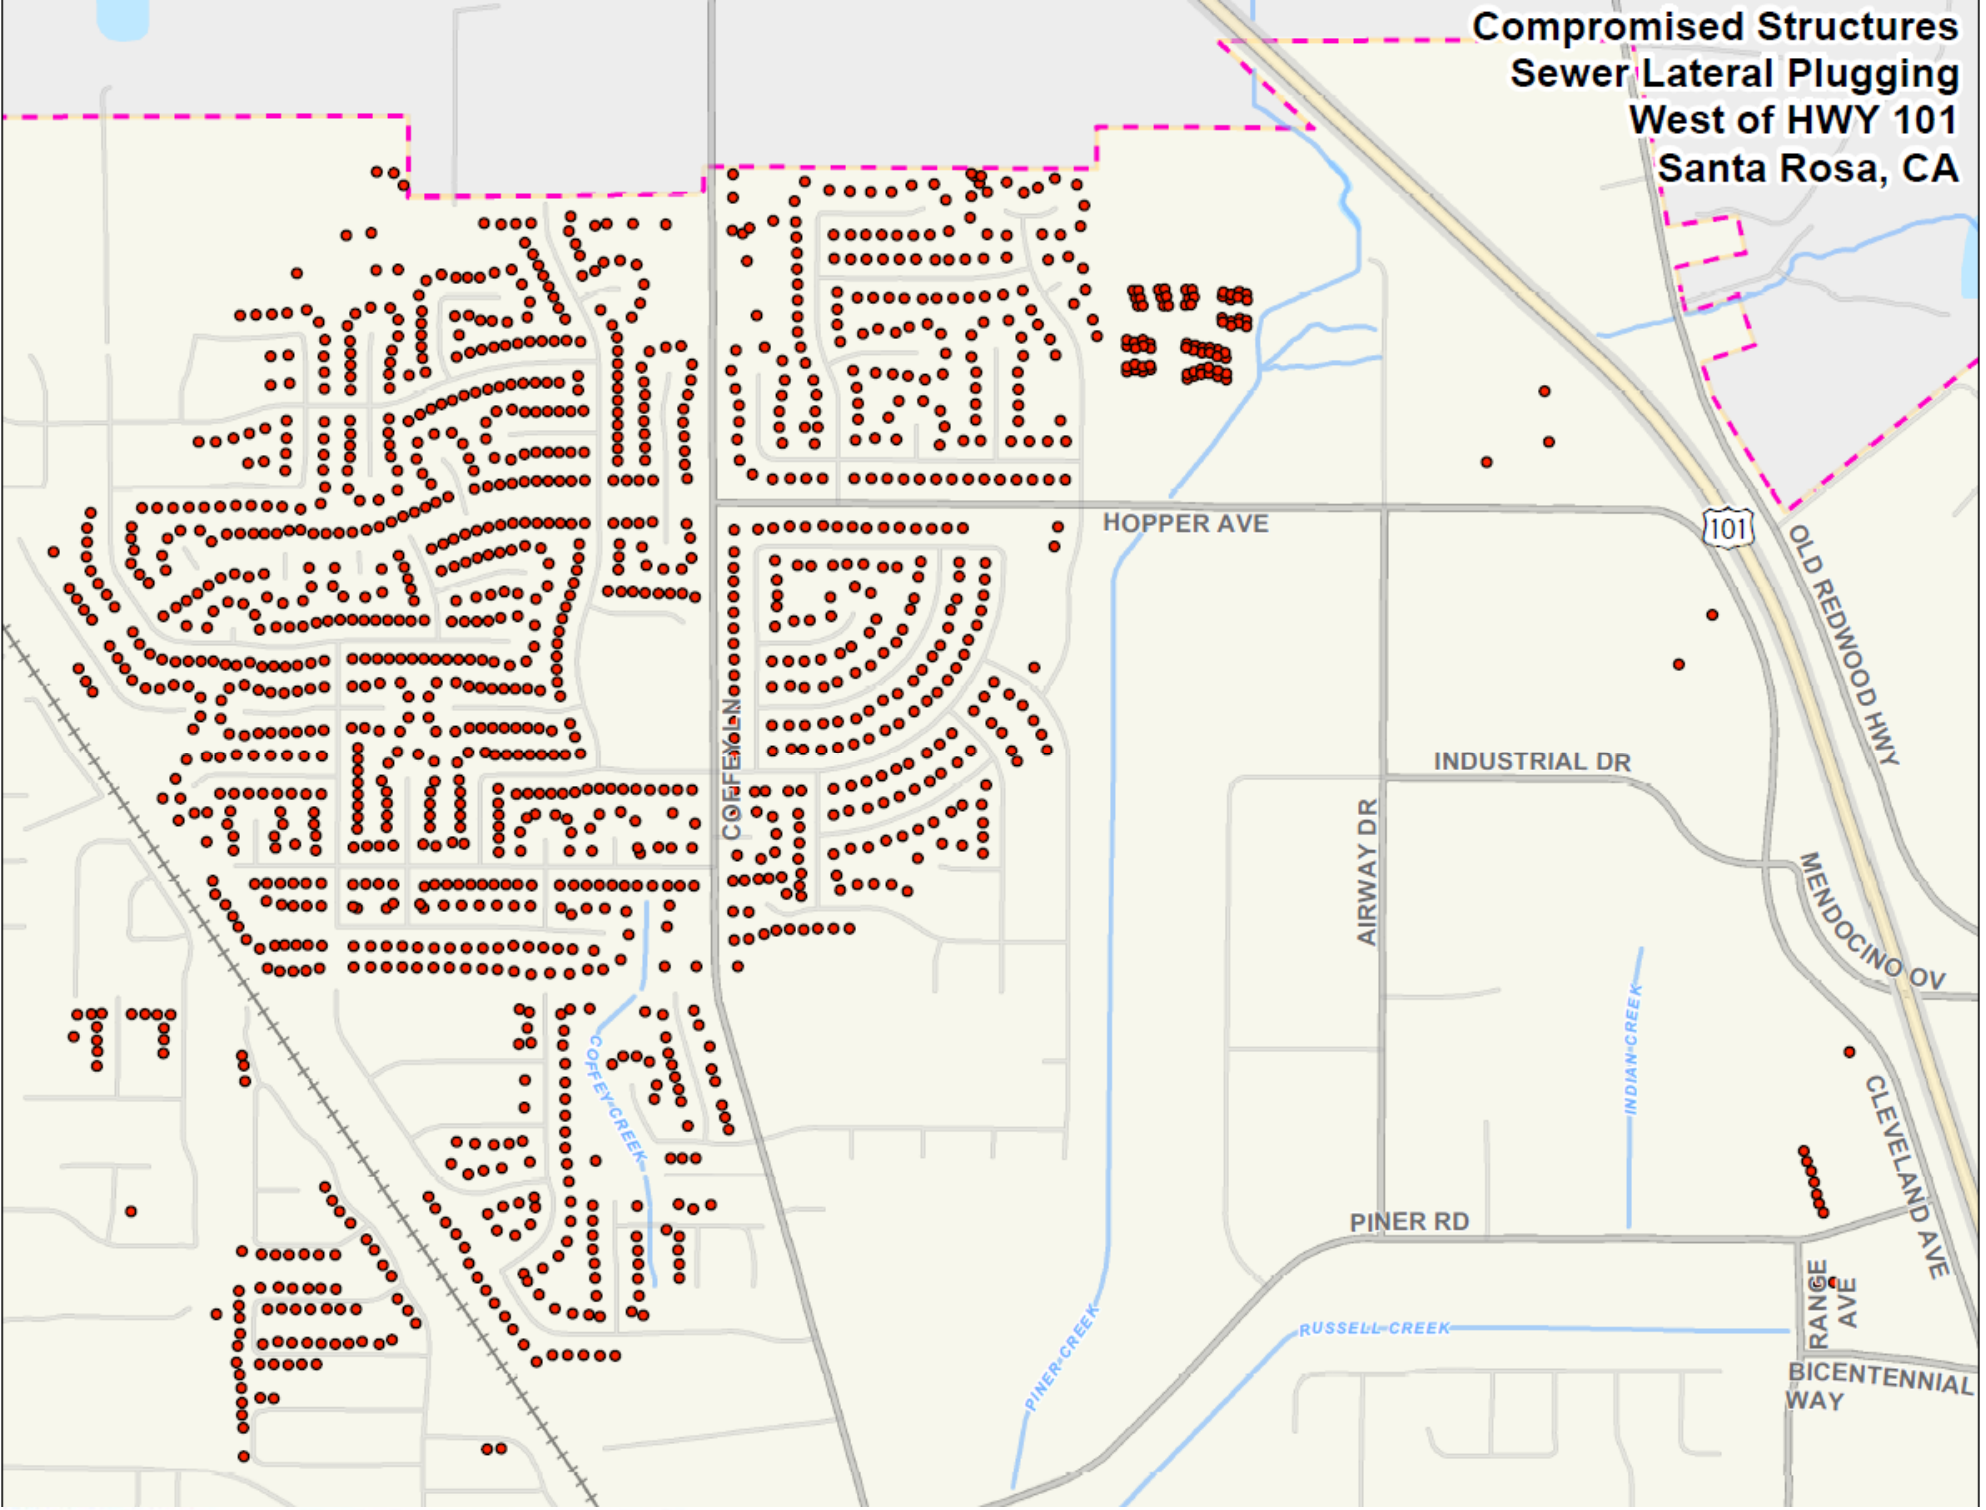 Compromised Structures
Sewer Lateral Plugging
West of HWY 101
Santa Rosa, CA
HOPPER AVE
101
OLD REDWOOD HWY
COFFEY LN
INDUSTRIAL DR
AIRWAY DR
MENDOCINO OV
INDIAN CREEK
COFFEY CREEK
CLEVELAND AVE
PINER RD
RANGE
AVE
PINER CREEK
RUSSELL CREEK
BICENTENNIAL
WAY